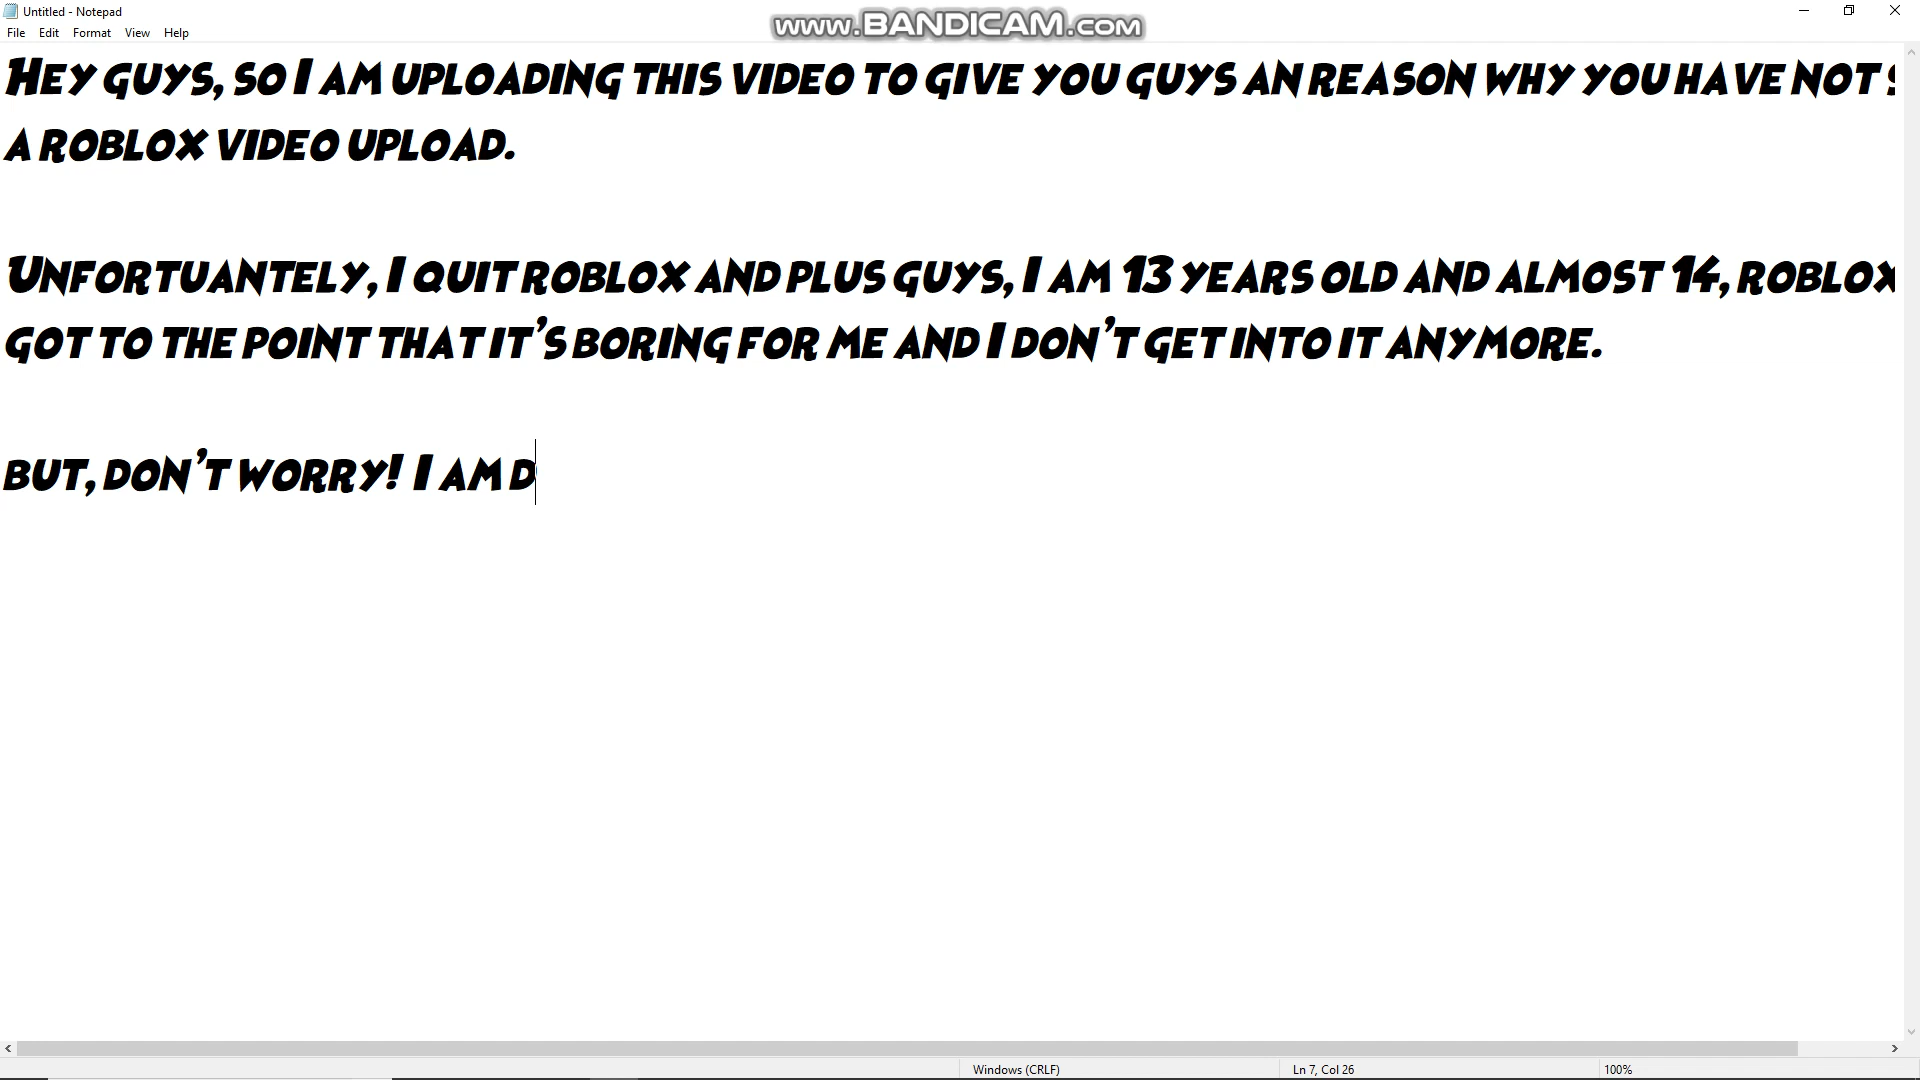 Untitled - Notepad
www.BANDICAM.com
File Edit Format View Help
Hey guys, so I am uploading this video to give you guys an reason why you have not
a roblox video upload.
Unfortuantely, I quit roblox and plus guys, I am 13 years old and almost 14, roblox
got to the point that it's boring for me and I don't get into it anymore.
but, don't worry! I am d
Windows (CRLF)
Ln 7, Col 26
100%